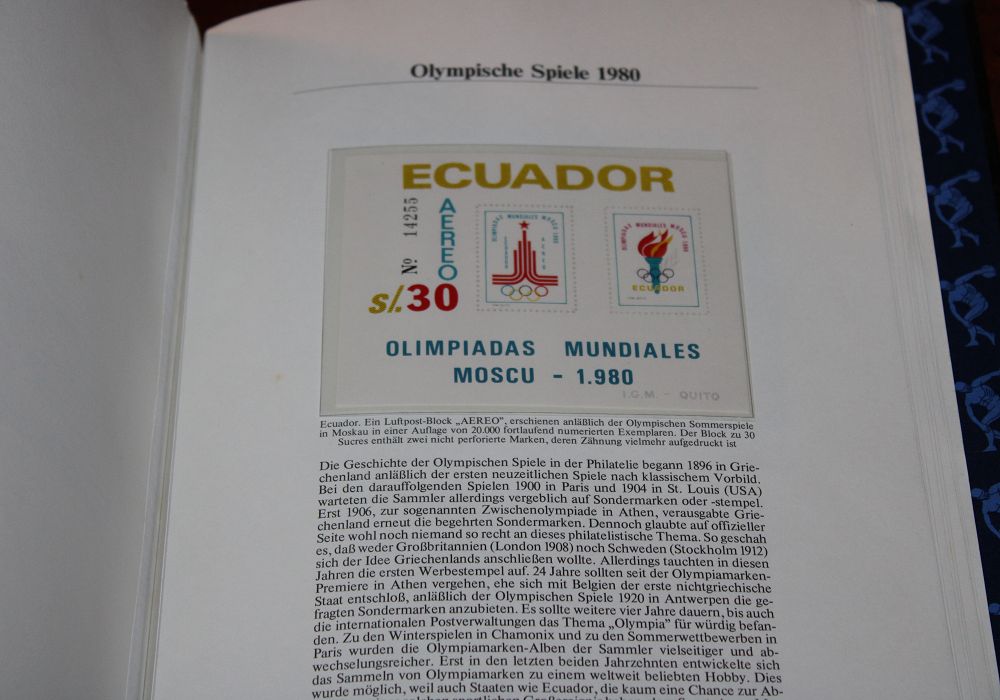 Olympische Spiele 1980
ECUADOR
Nº 14255
AEREO
OLIMPIADAS MUNDIALES MOSCU 1980
AEREO
OLIMPIADAS MUNDIALES MOSCU 1980
ECUADOR
s/.30
OLIMPIADAS MUNDIALES
MOSCU - 1.980
I.G.M. - QUITO
Ecuador. Ein Luftpost-Block „AEREO", erschienen anläßlich der Olympischen Sommerspiele
in Moskau in einer Auflage von 20.000 fortlaufend numerierten Exemplaren. Der Block zu 30
Sucres enthält zwei nicht perforierte Marken, deren Zähnung vielmehr aufgedruckt ist
Die Geschichte der Olympischen Spiele in der Philatelie begann 1896 in Grie-
chenland anläßlich der ersten neuzeitlichen Spiele nach klassischem Vorbild.
Bei den darauffolgenden Spielen 1900 in Paris und 1904 in St. Louis (USA)
warteten die Sammler allerdings vergeblich auf Sondermarken oder -stempel.
Erst 1906, zur sogenannten Zwischenolympiade in Athen, verausgabte Grie-
chenland erneut die begehrten Sondermarken. Dennoch glaubte auf offizieller
Seite wohl noch niemand so recht an dieses philatelistische Thema. So geschah
es, daß weder Großbritannien (London 1908) noch Schweden (Stockholm 1912)
sich der Idee Griechenlands anschließen wollte. Allerdings tauchten in diesen
Jahren die ersten Werbestempel auf. 24 Jahre sollten seit der Olympiamarken-
Premiere in Athen vergehen, ehe sich mit Belgien der erste nichtgriechische
Staat entschloß, anläßlich der Olympischen Spiele 1920 in Antwerpen die ge-
fragten Sondermarken anzubieten. Es sollte weitere vier Jahre dauern, bis auch
die internationalen Postverwaltungen das Thema „Olympia" für würdig befan-
den. Zu den Winterspielen in Chamonix und zu den Sommerwettbewerben in
Paris wurden die Olympiamarken-Alben der Sammler vielseitiger und ab-
wechselungsreicher. Erst in den letzten beiden Jahrzehnten entwickelte sich
das Sammeln von Olympiamarken zu einem weltweit beliebten Hobby. Dies
wurde möglich, weil auch Staaten wie Ecuador, die kaum eine Chance zur Ab-